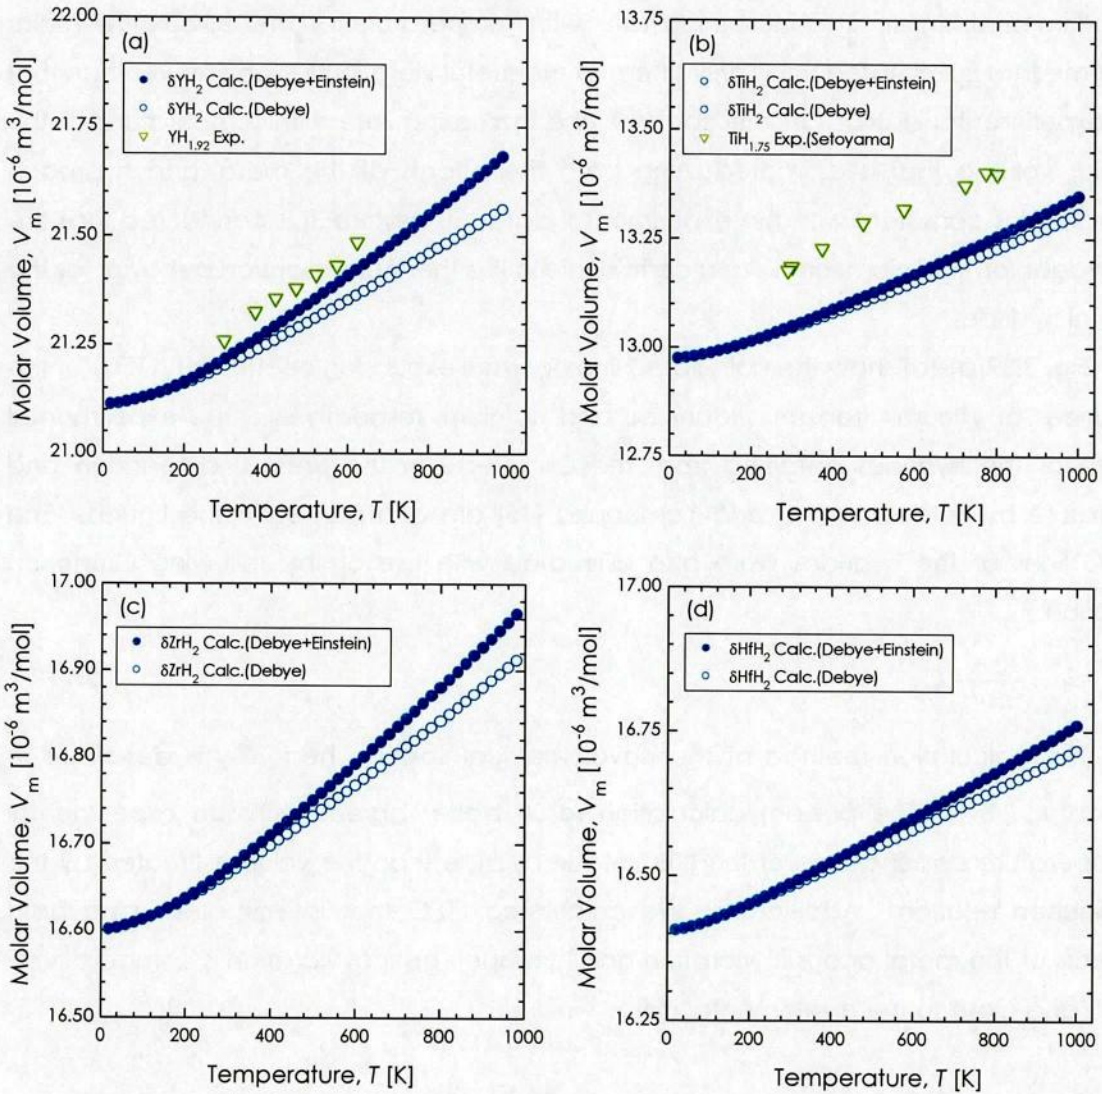 (a)
δYH₂ Calc.(Debye+Einstein)
δYH₂ Calc.(Debye)
YH₁.₉₂ Exp.
22.00
21.75
21.50
21.25
21.00
Molar Volume, Vₘ [10⁻⁶ m³/mol]
0 200 400 600 800 1000
Temperature, T [K]
(b)
δTiH₂ Calc.(Debye+Einstein)
δTiH₂ Calc.(Debye)
TiH₁.₇₅ Exp.(Setoyama)
13.75
13.50
13.25
13.00
12.75
Molar Volume, Vₘ [10⁻⁶ m³/mol]
0 200 400 600 800 1000
Temperature, T [K]
(c)
δZrH₂ Calc.(Debye+Einstein)
δZrH₂ Calc.(Debye)
17.00
16.90
16.80
16.70
16.60
16.50
Molar Volume, Vₘ [10⁻⁶ m³/mol]
0 200 400 600 800 1000
Temperature, T [K]
(d)
δHfH₂ Calc.(Debye+Einstein)
δHfH₂ Calc.(Debye)
17.00
16.75
16.50
16.25
Molar Volume, Vₘ [10⁻⁶ m³/mol]
0 200 400 600 800 1000
Temperature, T [K]